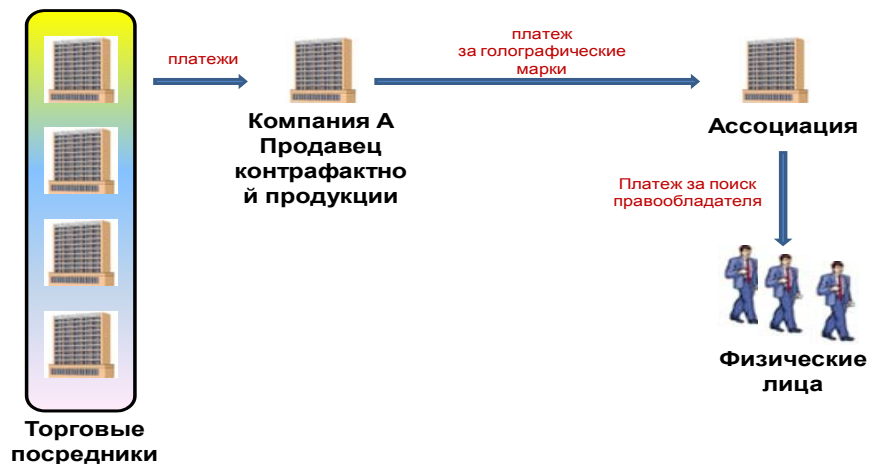 платежи
платеж
за голографические
марки
Компания А
Продавец
контрафактно
й продукции
Ассоциация
Платеж за поиск
правообладателя
Физические
лица
Торговые
посредники